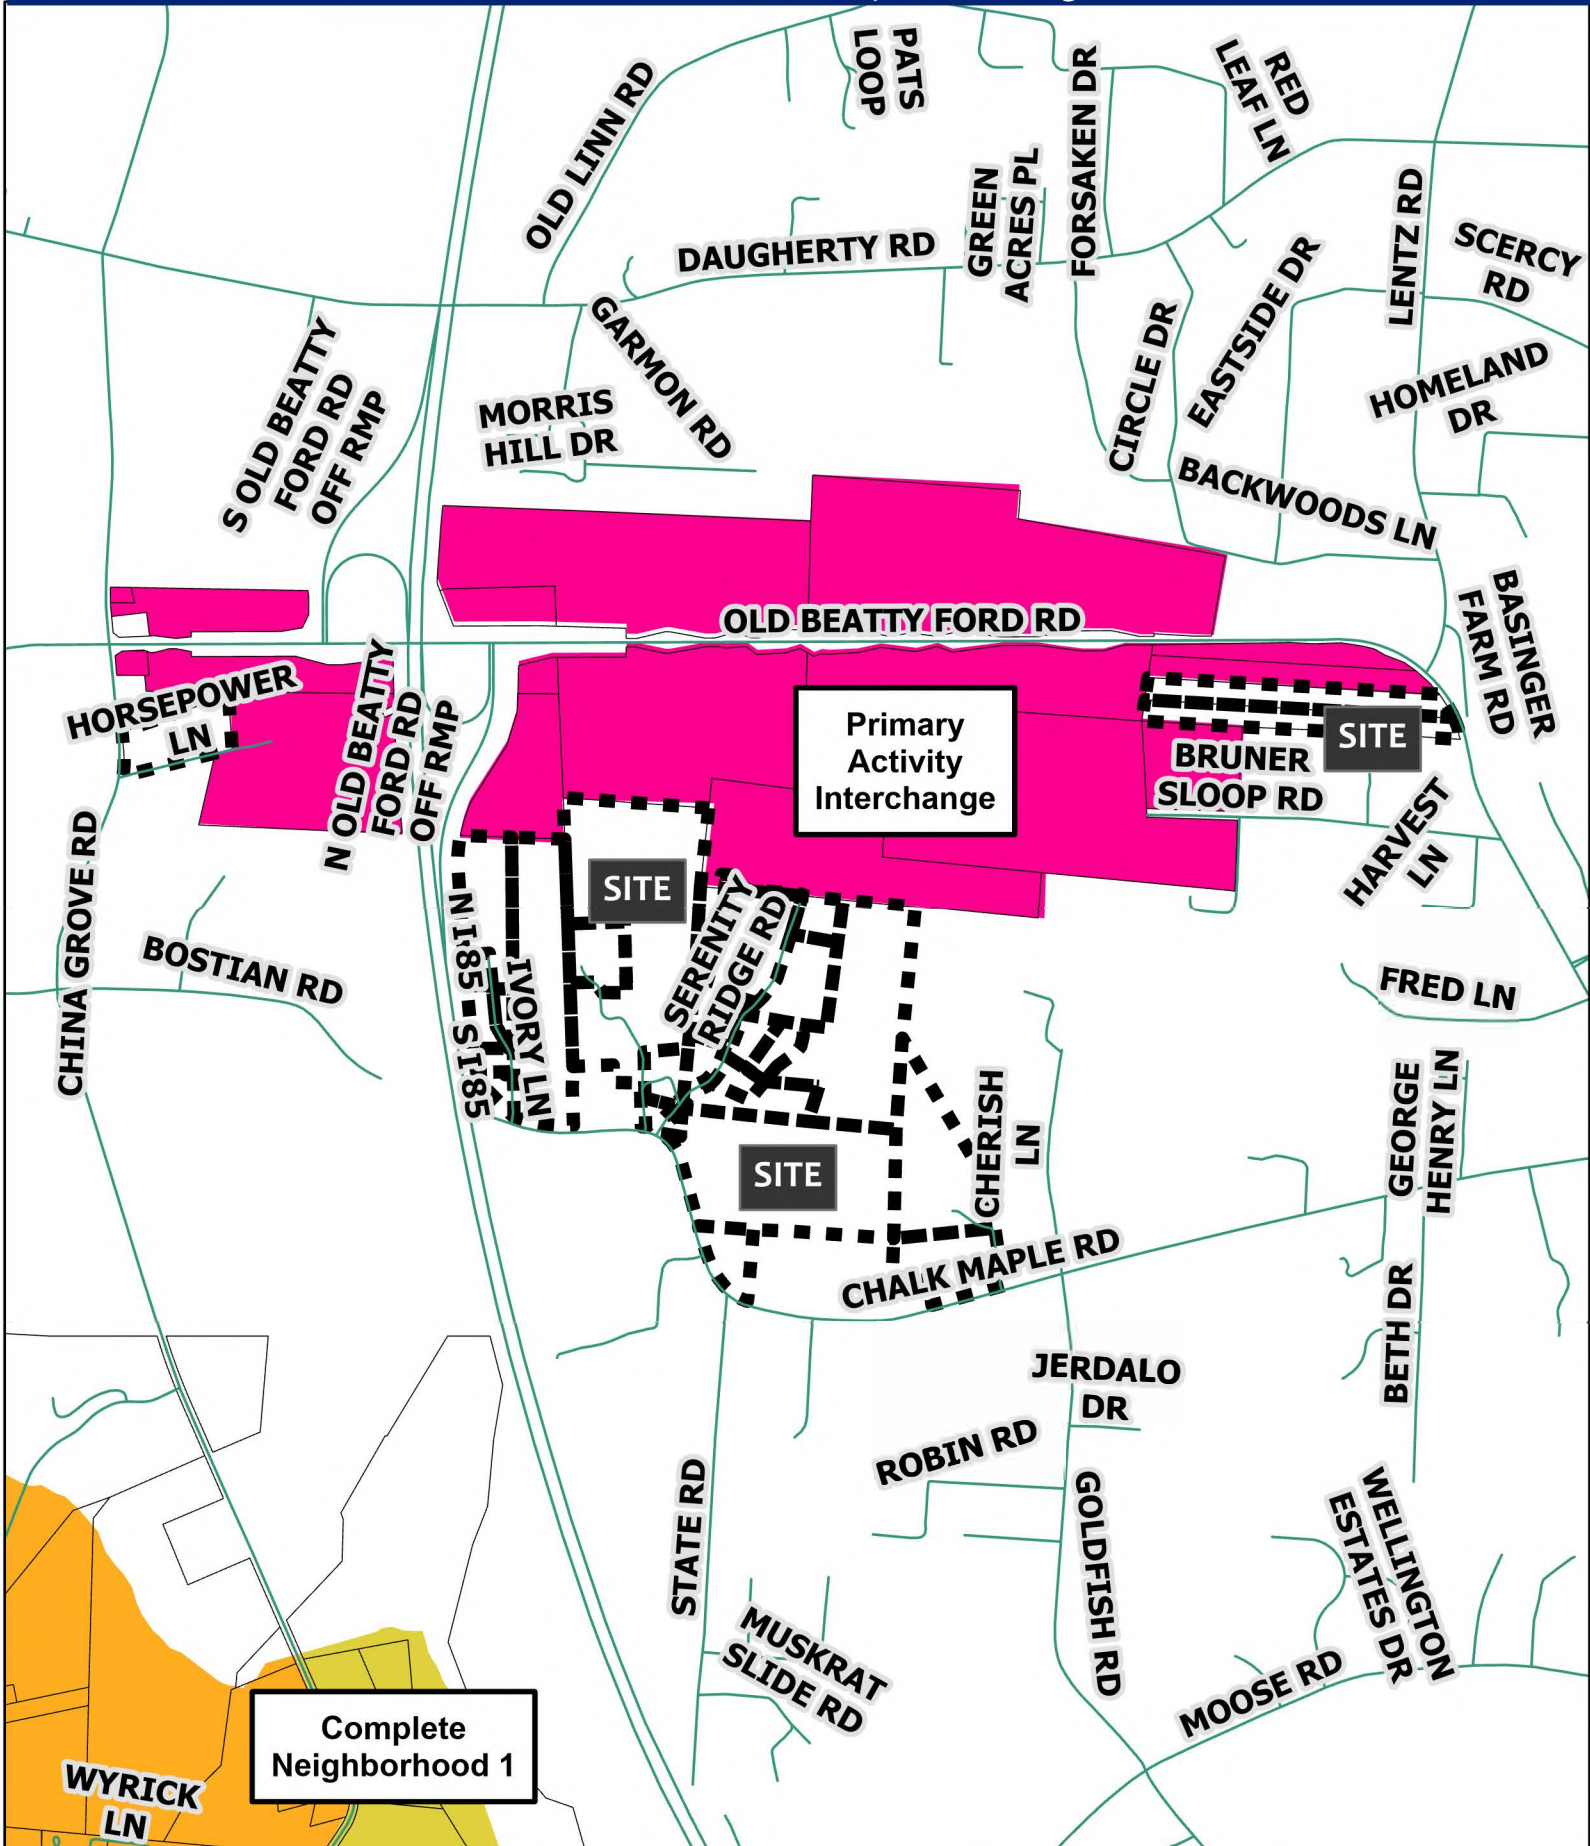 PATS
LOOP
RED
LEAF LN
OLD LINN RD
FORSAKEN DR
GREEN
ACRES PL
LENTZ RD
SCERCY
RD
DAUGHERTY RD
GARMON RD
CIRCLE DR
EASTSIDE DR
HOMELAND
DR
S OLD BEATTY
FORD RD
OFF RMP
MORRIS
HILL DR
BACKWOODS LN
BASINGER
FARM RD
OLD BEATTY FORD RD
HORSEPOWER
LN
N OLD BEATTY
FORD RD
OFF RMP
Primary
Activity
Interchange
SITE
BRUNER
SLOOP RD
HARVEST
LN
CHINA GROVE RD
SITE
SERENITY
RIDGE RD
N I 85
S I 85
IVORY LN
BOSTIAN RD
FRED LN
CHERISH
LN
GEORGE
HENRY LN
SITE
CHALK MAPLE RD
BETH DR
JERDALO
DR
ROBIN RD
STATE RD
GOLDFISH RD
WELLINGTON
ESTATES DR
MUSKRAT
SLIDE RD
MOOSE RD
Complete
Neighborhood 1
WYRICK
LN